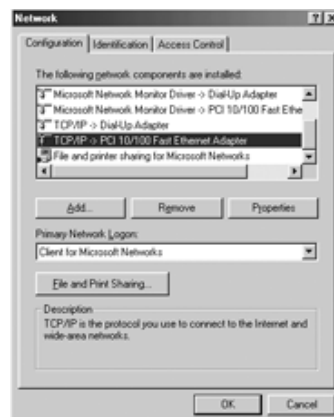 Network
Configuration Identification Access Control
The following network components are installed:
Microsoft Network Monitor Driver -> Dial-Up Adapter
Microsoft Network Monitor Driver -> PCI 10/100 Fast Ethe
TCP/IP -> Dial-Up Adapter
TCP/IP -> PCI 10/100 Fast Ethernet Adapter
File and printer sharing for Microsoft Networks
Add... Remove Properties
Primary Network Logon:
Client for Microsoft Networks
File and Print Sharing...
Description
TCP/IP is the protocol you use to connect to the Internet and
wide-area networks.
OK Cancel